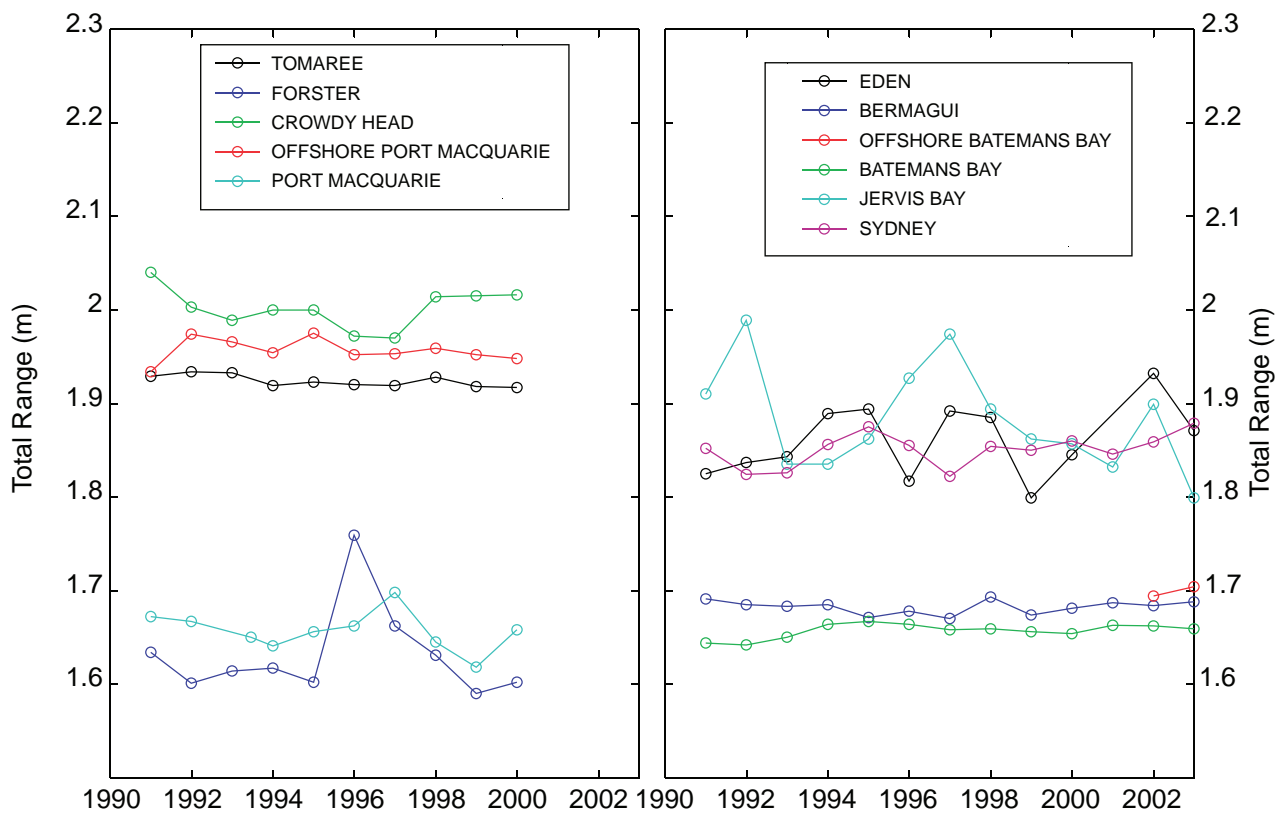 2.3
2.2
2.1
2
1.9
1.8
1.7
1.6
Total Range (m)
TOMAREE
FORSTER
CROWDY HEAD
OFFSHORE PORT MACQUARIE
PORT MACQUARIE
1990 1992 1994 1996 1998 2000 2002
EDEN
BERMAGUI
OFFSHORE BATEMANS BAY
BATEMANS BAY
JERVIS BAY
SYDNEY
1990 1992 1994 1996 1998 2000 2002
2.3
2.2
2.1
2
1.9
1.8
1.7
1.6
Total Range (m)